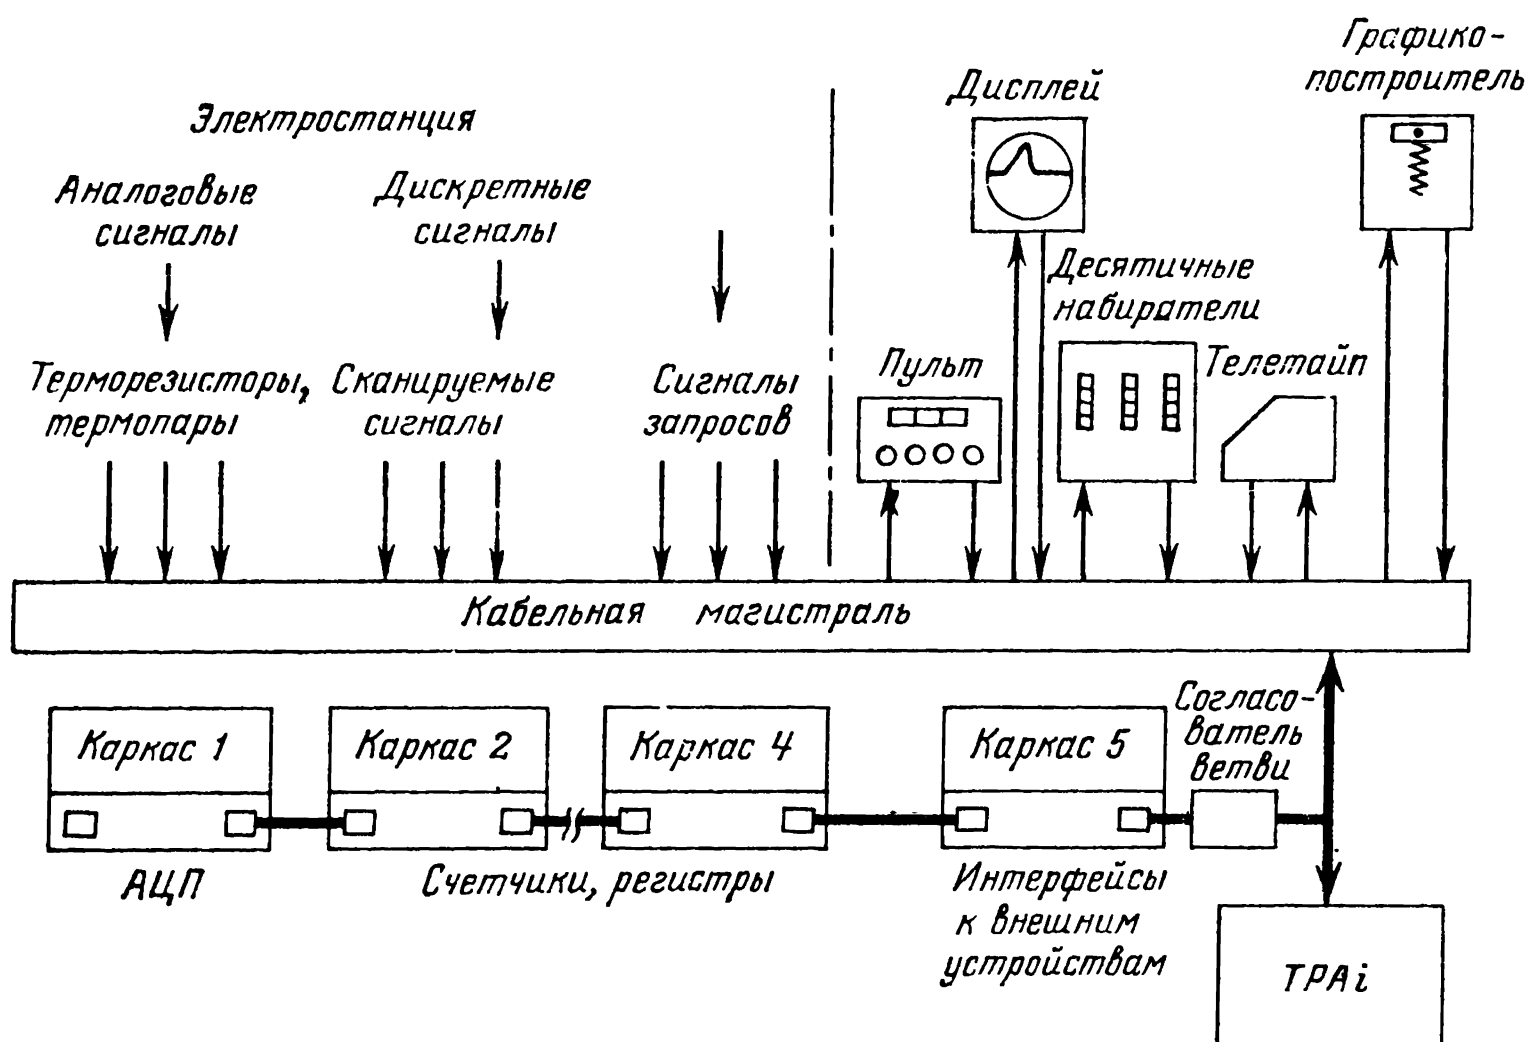 Графико-
построитель
Дисплей
Электростанция
Аналоговые
сигналы
Дискретные
сигналы
Десятичные
набиратели
Терморезисторы,
термопары
Сканируемые
сигналы
Сигналы
запросов
Пульт
Телетайп
Кабельная магистраль
Каркас 1
Каркас 2
Каркас 4
Каркас 5
Согласо-
ватель
ветви
АЦП
Счетчики, регистры
Интерфейсы
к внешним
устройствам
TPAi